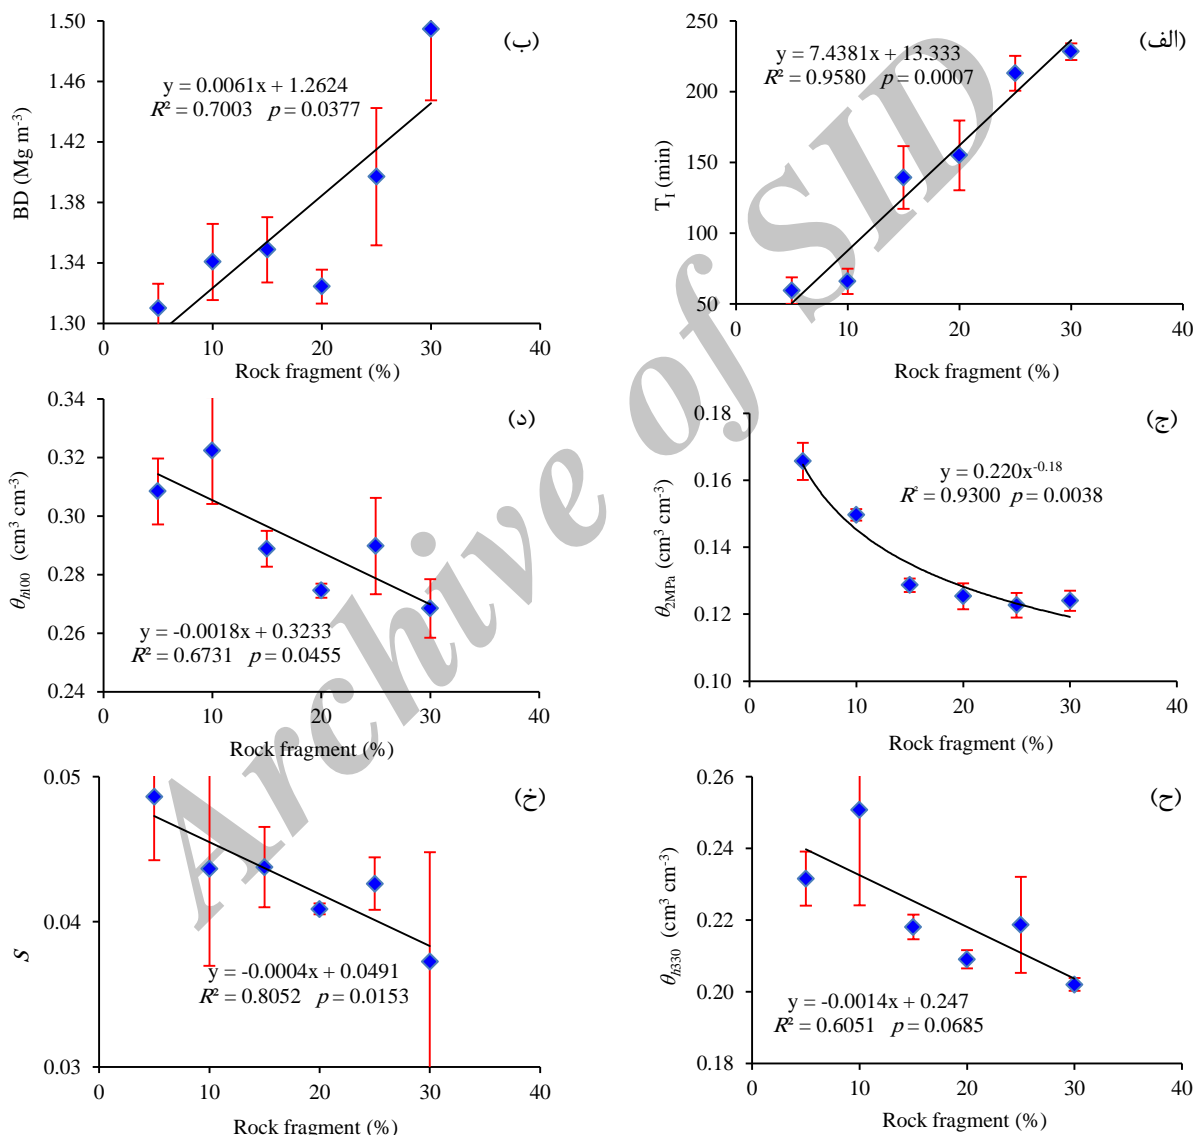 (الف)
y = 7.4381x + 13.333
R² = 0.9580 p = 0.0007
T_I (min)
250
200
150
100
50
0 10 20 30 40
Rock fragment (%)
(ب)
y = 0.0061x + 1.2624
R² = 0.7003 p = 0.0377
BD (Mg m⁻³)
1.50
1.46
1.42
1.38
1.34
1.30
0 10 20 30 40
Rock fragment (%)
(ج)
y = 0.220x⁻⁰·¹⁸
R² = 0.9300 p = 0.0038
θ2MPa (cm³ cm⁻³)
0.18
0.16
0.14
0.12
0.10
0 10 20 30 40
Rock fragment (%)
(د)
y = -0.0018x + 0.3233
R² = 0.6731 p = 0.0455
θh100 (cm³ cm⁻³)
0.34
0.32
0.30
0.28
0.26
0.24
0 10 20 30 40
Rock fragment (%)
(ح)
y = -0.0014x + 0.247
R² = 0.6051 p = 0.0685
θh330 (cm³ cm⁻³)
0.26
0.24
0.22
0.20
0.18
0 10 20 30 40
Rock fragment (%)
(خ)
y = -0.0004x + 0.0491
R² = 0.8052 p = 0.0153
S
0.05
0.04
0.03
0 10 20 30 40
Rock fragment (%)
Archive of SID